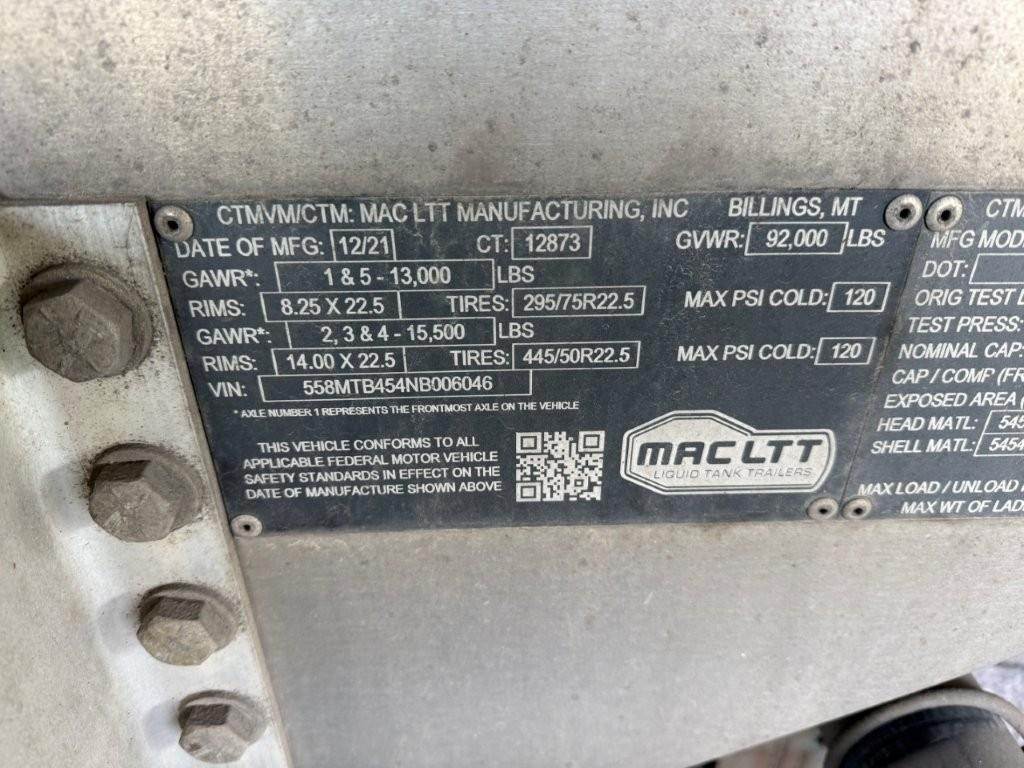 CTMVM/CTM: MAC LTT MANUFACTURING, INC BILLINGS, MT
DATE OF MFG: 12/21 CT: 12873 GVWR: 92,000 LBS
GAWR*: 1 & 5 - 13,000 LBS
RIMS: 8.25 X 22.5 TIRES: 295/75R22.5 MAX PSI COLD: 120
GAWR*: 2, 3 & 4 - 15,500 LBS
RIMS: 14.00 X 22.5 TIRES: 445/50R22.5 MAX PSI COLD: 120
VIN: 558MTB454NB006046
*AXLE NUMBER 1 REPRESENTS THE FRONTMOST AXLE ON THE VEHICLE
THIS VEHICLE CONFORMS TO ALL
APPLICABLE FEDERAL MOTOR VEHICLE
SAFETY STANDARDS IN EFFECT ON THE
DATE OF MANUFACTURE SHOWN ABOVE
MAC LTT
LIQUID TANK TRAILERS
CTM
MFG MOD
DOT:
ORIG TEST
TEST PRESS:
NOMINAL CAP:
CAP / COMP (FR
EXPOSED AREA (
HEAD MATL: 545
SHELL MATL: 5454
MAX LOAD / UNLOAD
MAX WT OF LAD